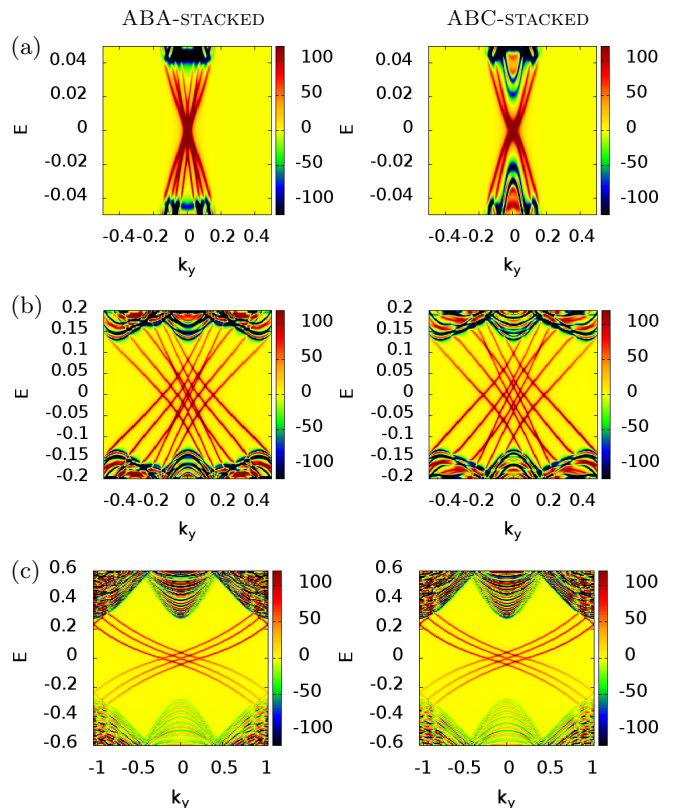 ABA-STACKED ABC-STACKED
(a)
0.04 100 0.04 100
0.02 50 0.02 50
E 0 0 E 0 0
-0.02 -50 -0.02 -50
-0.04 -100 -0.04 -100
-0.4 -0.2 0 0.2 0.4 -0.4 -0.2 0 0.2 0.4
ky ky
(b)
0.2 0.2
0.15 100 0.15 100
0.1 50 0.1 50
0.05 0.05
E 0 0 E 0 0
-0.05 -0.05
-0.1 -50 -0.1 -50
-0.15 -100 -0.15 -100
-0.2 -0.2
-0.4 -0.2 0 0.2 0.4 -0.4 -0.2 0 0.2 0.4
ky ky
(c)
0.6 100 0.6 100
0.4 50 0.4 50
0.2 0.2
E 0 0 E 0 0
-0.2 -50 -0.2 -50
-0.4 -100 -0.4 -100
-0.6 -0.6
-1 -0.5 0 0.5 1 -1 -0.5 0 0.5 1
ky ky